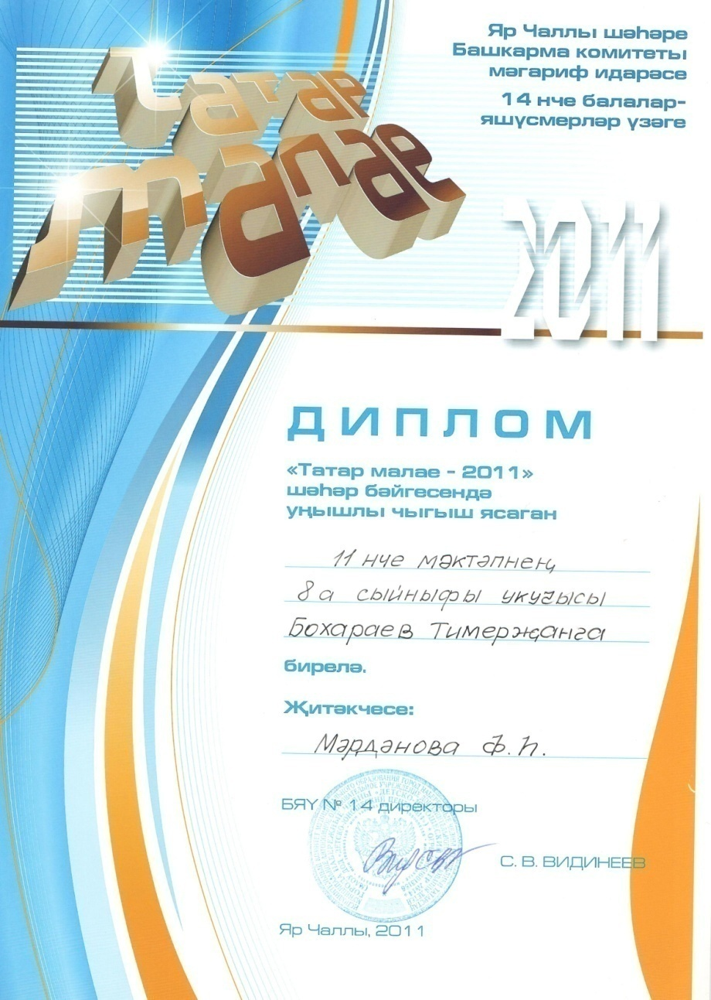 Татар
малае
Яр Чаллы шәһәре
Башкарма комитеты
мәгариф идарәсе
14 нче балалар-
яшүсмерләр үзәге
2011
ДИПЛОМ
«Татар малае - 2011»
шәһәр бәйгесендә
уңышлы чыгыш ясаган
11 нче мәктәпнең
8а сыйныфы укучысы
Бохараев Тимерҗанга
бирелә.
Җитәкчесе:
Мәрдәнова Ф.Һ.
БЯҮ № 14 директоры
С. В. ВИДИНЕЕВ
Яр Чаллы, 2011